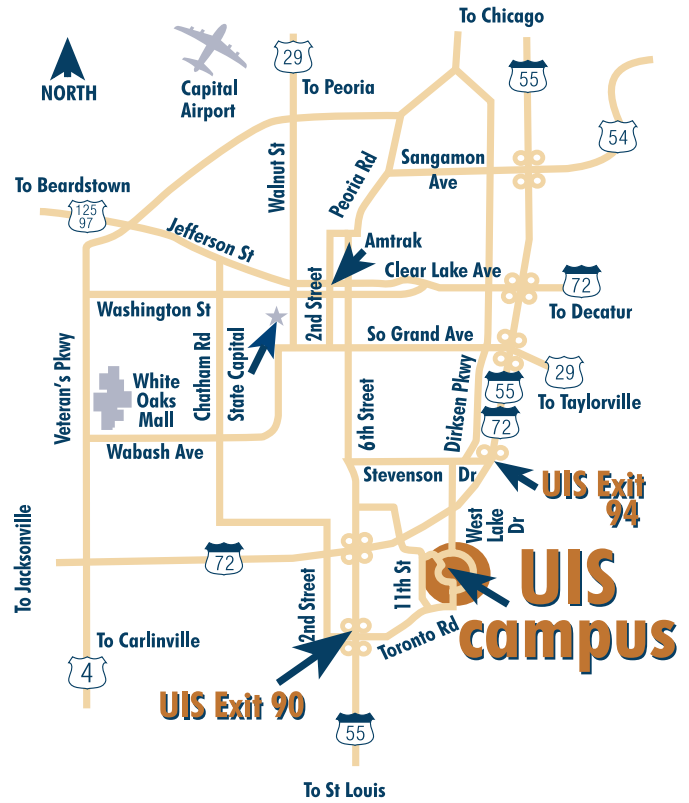 To Chicago
29
55
To Peoria
NORTH
Capital
Airport
54
Sangamon
Ave
Walnut St
Peoria Rd
To Beardstown
125
97
Jefferson St
Amtrak
Clear Lake Ave
72
To Decatur
Washington St
2nd Street
So Grand Ave
Veteran's Pkwy
Chatham Rd
State Capital
White
Oaks
Mall
6th Street
Dirksen Pkwy
29
55
To Taylorville
72
Wabash Ave
Stevenson Dr
UIS Exit
94
West
Lake
Dr
To Jacksonville
72
2nd Street
11th St
UIS
campus
To Carlinville
Toronto Rd
4
UIS Exit 90
55
To St Louis